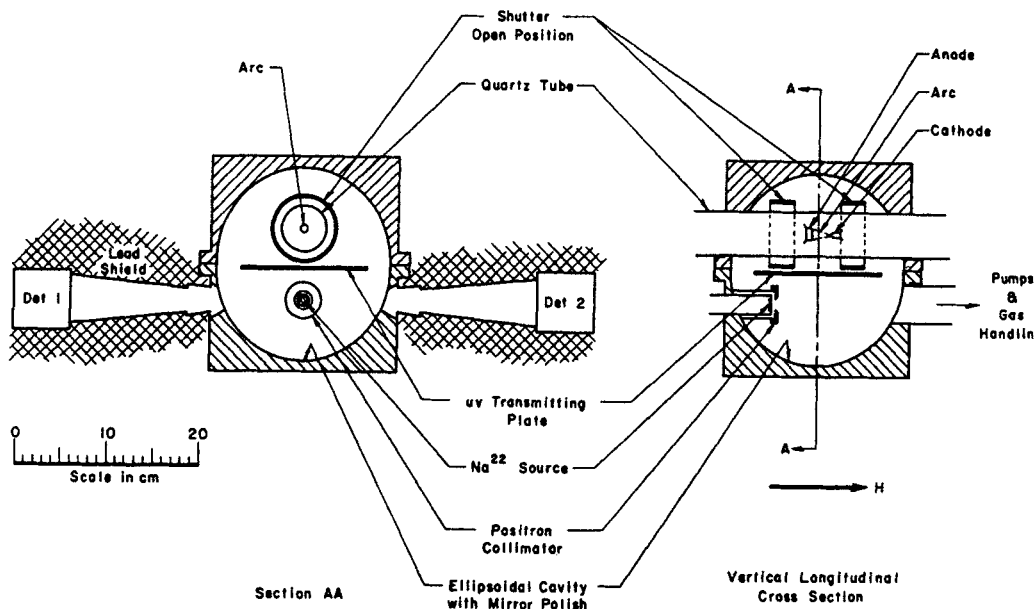 Shutter
Open Position
Anode
Arc
Arc
Quartz Tube
A
Cathode
Lead
Shield
Det 1
Det 2
Pumps
&
Gas
Handlin
uv Transmitting
Plate
0 10 20
Scale in cm
Na22 Source
A
H
Positron
Collimator
Ellipsoidal Cavity
with Mirror Polish
Section AA
Vertical Longitudinal
Cross Section